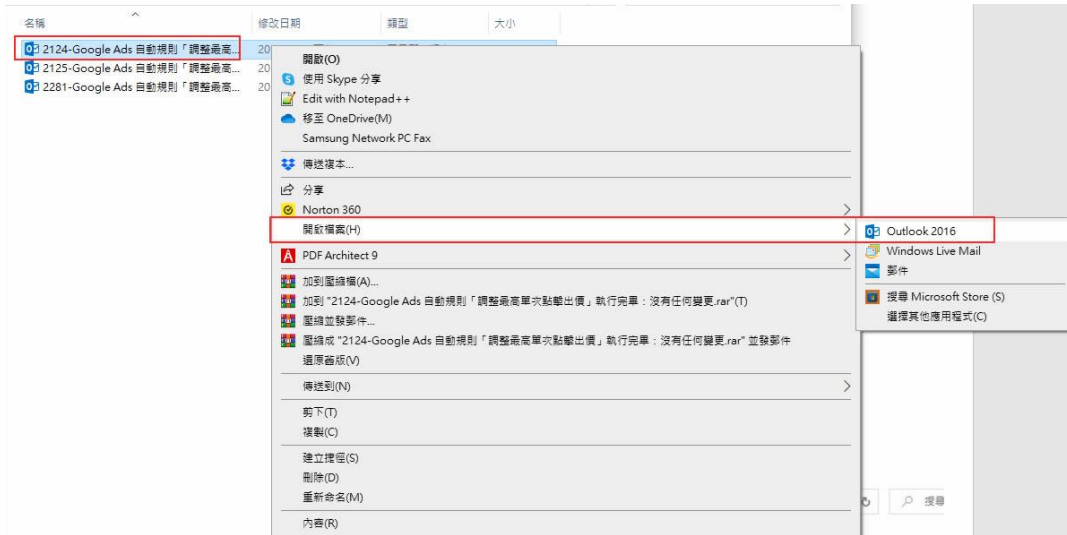 名稱
修改日期
類型
大小
2124-Google Ads 自動規則「調整最高...
20
2125-Google Ads 自動規則「調整最高...
20
2281-Google Ads 自動規則「調整最高...
20
開啟(O)
使用 Skype 分享
Edit with Notepad++
移至 OneDrive(M)
Samsung Network PC Fax
傳送複本...
分享
Norton 360
開啟檔案(H)
Outlook 2016
Windows Live Mail
郵件
搜尋 Microsoft Store (S)
選擇其他應用程式(C)
PDF Architect 9
加到壓縮檔(A)...
加到 "2124-Google Ads 自動規則「調整最高單次點擊出價」執行完畢：沒有任何變更.rar"(T)
壓縮並發郵件...
壓縮成 "2124-Google Ads 自動規則「調整最高單次點擊出價」執行完畢：沒有任何變更.rar" 並發郵件
還原舊版(V)
傳送到(N)
剪下(T)
複製(C)
建立捷徑(S)
刪除(D)
重新命名(M)
搜尋
內容(R)